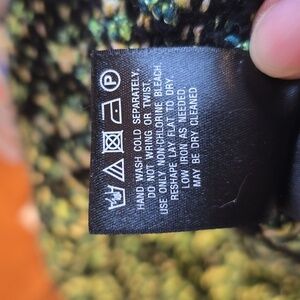 HAND WASH COLD SEPARATELY.
DO NOT WRING OR TWIST.
USE ONLY NON-CHLORINE BLEACH.
RESHAPE LAY FLAT TO DRY.
LOW IRON AS NEEDED.
MAY BE DRY CLEANED
P